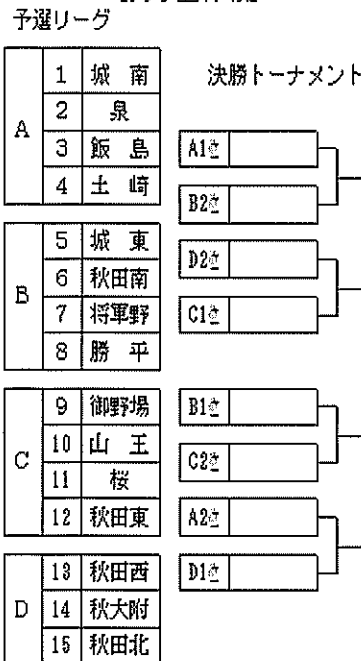 予選リーグ
A
1 城 南
2 泉
3 飯 島
4 土 崎
B
5 城 東
6 秋田南
7 将軍野
8 勝 平
C
9 御野場
10 山 王
11 桜
12 秋田東
D
13 秋田西
14 秋大附
15 秋田北
決勝トーナメント
A1位
B2位
D2位
C1位
B1位
C2位
A2位
D1位